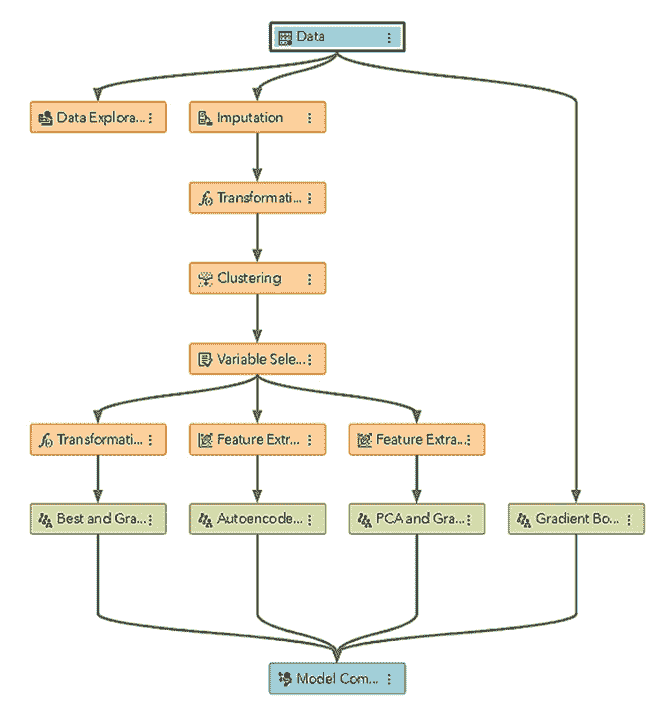 Data
Data Explora...
Imputation
Transformati...
Clustering
Variable Sele...
Transformati...
Feature Extr...
Feature Extra...
Best and Gra...
Autoencode...
PCA and Gra...
Gradient Bo...
Model Com...